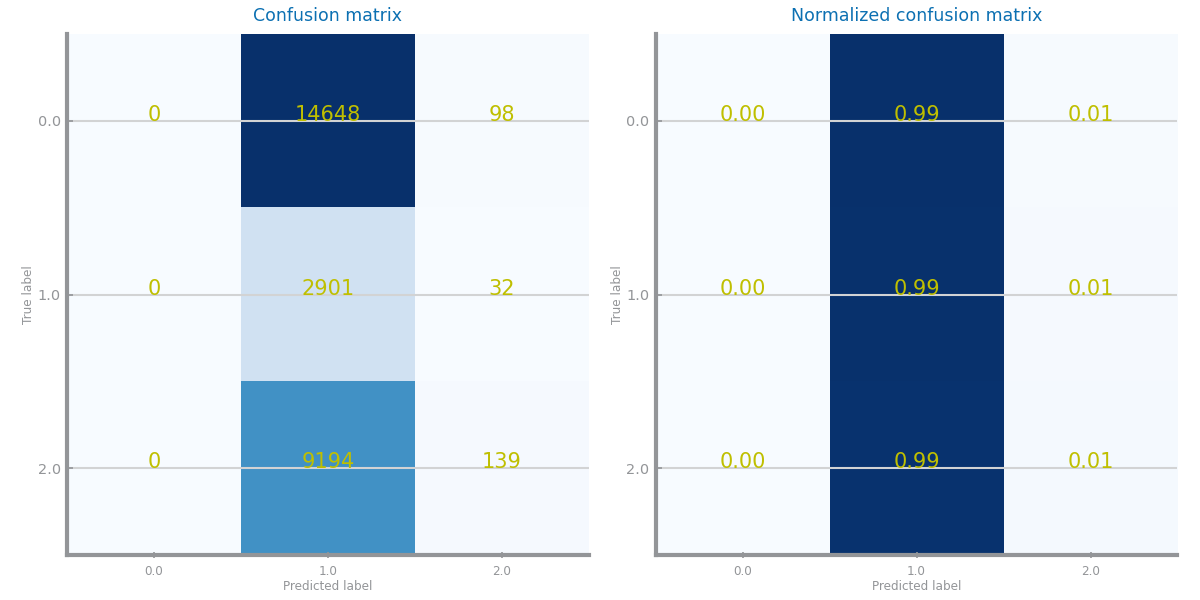 Confusion matrix
0.0 0 14648 98
1.0 0 2901 32
2.0 0 9194 139
True label
0.0 1.0 2.0
Predicted label
Normalized confusion matrix
0.0 0.00 0.99 0.01
1.0 0.00 0.99 0.01
2.0 0.00 0.99 0.01
True label
0.0 1.0 2.0
Predicted label